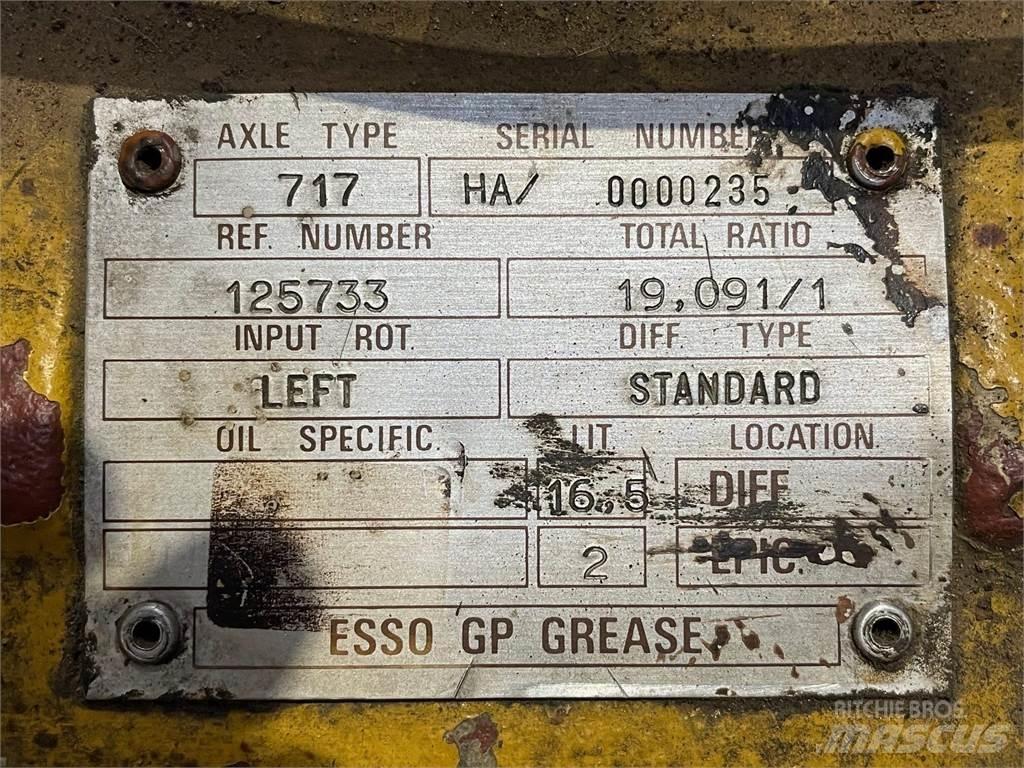 AXLE TYPE SERIAL NUMBER
717 HA/ 0000235
REF. NUMBER TOTAL RATIO
125733 19,091/1
INPUT ROT. DIFF TYPE
LEFT STANDARD
OIL SPECIFIC. LIT. LOCATION
16,5 DIFF
2 EPIC.
ESSO GP GREASE
RITCHIE BROS
MASCUS